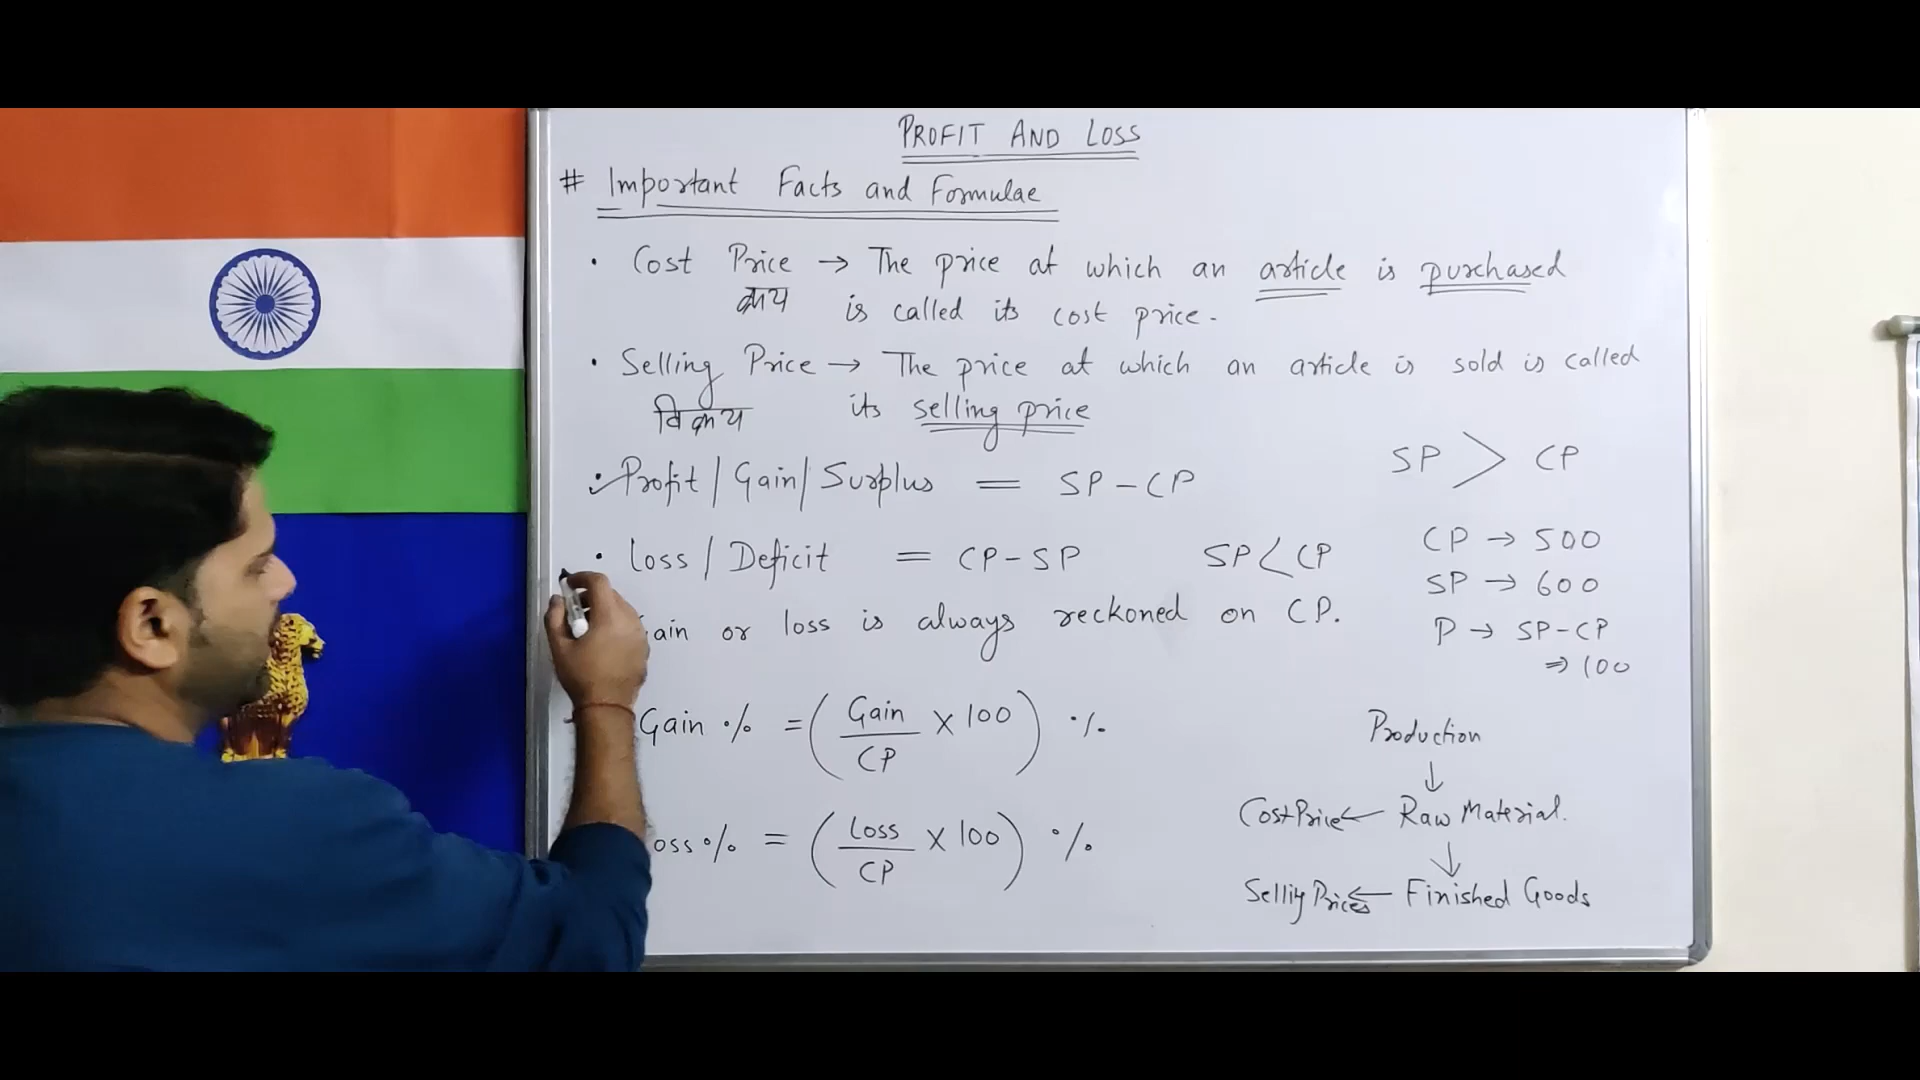 PROFIT AND LOSS
# Important Facts and Formulae
· Cost Price → The price at which an article is purchased
क्रय is called its cost price.
· Selling Price → The price at which an article is sold is called
विक्रय its selling price
SP > CP
· Profit / Gain / Surplus = SP - CP
CP → 500
· Loss / Deficit = CP - SP SP < CP
SP → 600
ain or loss is always reckoned on CP.
P → SP - CP
⇒ 100
Gain % = (Gain / CP × 100) %
Production
↓
Cost Price ← Raw Material.
oss % = (Loss / CP × 100) %
↓
Selling Prices ← Finished Goods